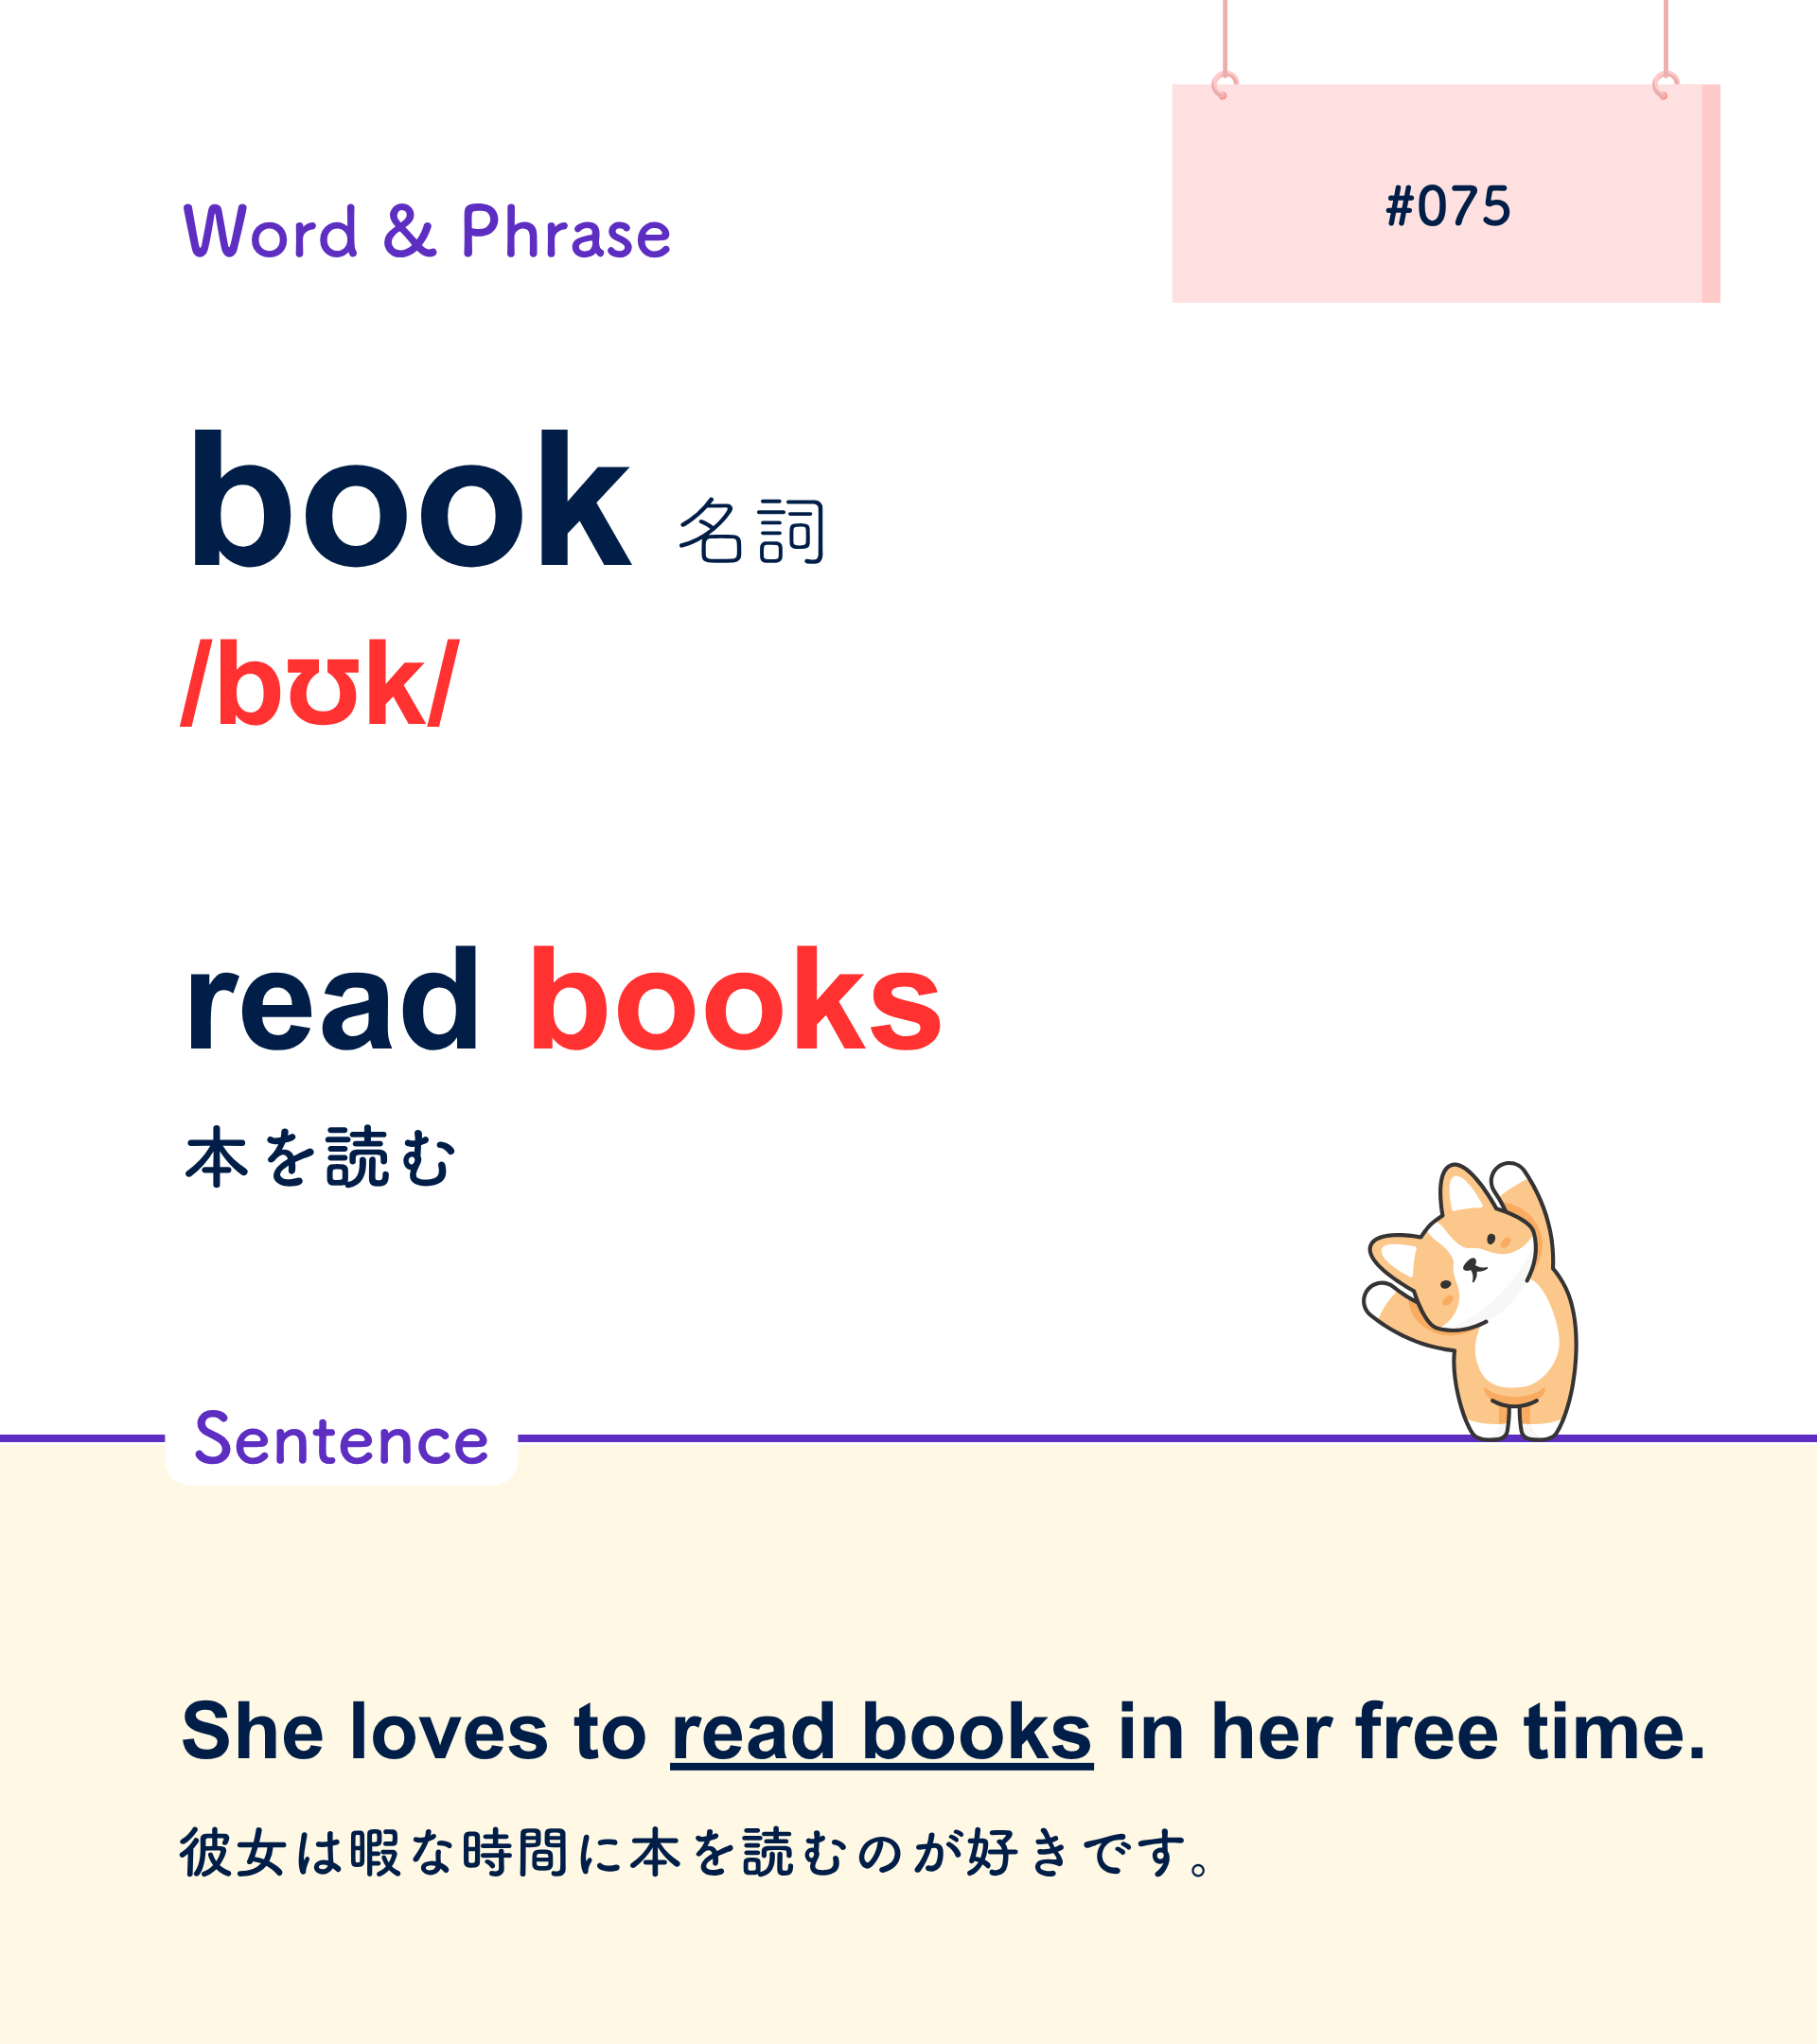 #075
Word & Phrase
book 名詞
/bʊk/
read books
本を読む
Sentence
She loves to read books in her free time.
彼女は暇な時間に本を読むのが好きです。